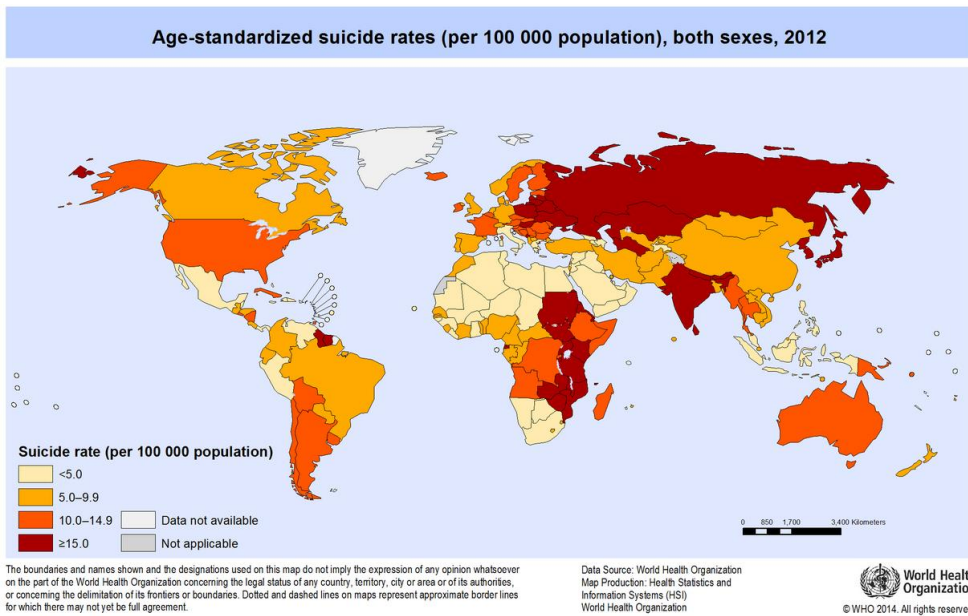 Age-standardized suicide rates (per 100 000 population), both sexes, 2012
Suicide rate (per 100 000 population)
<5.0
5.0–9.9
10.0–14.9
≥15.0
Data not available
Not applicable
0 850 1,700 3,400 Kilometers
The boundaries and names shown and the designations used on this map do not imply the expression of any opinion whatsoever
on the part of the World Health Organization concerning the legal status of any country, territory, city or area or of its authorities,
or concerning the delimitation of its frontiers or boundaries. Dotted and dashed lines on maps represent approximate border lines
for which there may not yet be full agreement.
Data Source: World Health Organization
Map Production: Health Statistics and
Information Systems (HSI)
World Health Organization
World Healt
Organizatio
© WHO 2014. All rights reserve